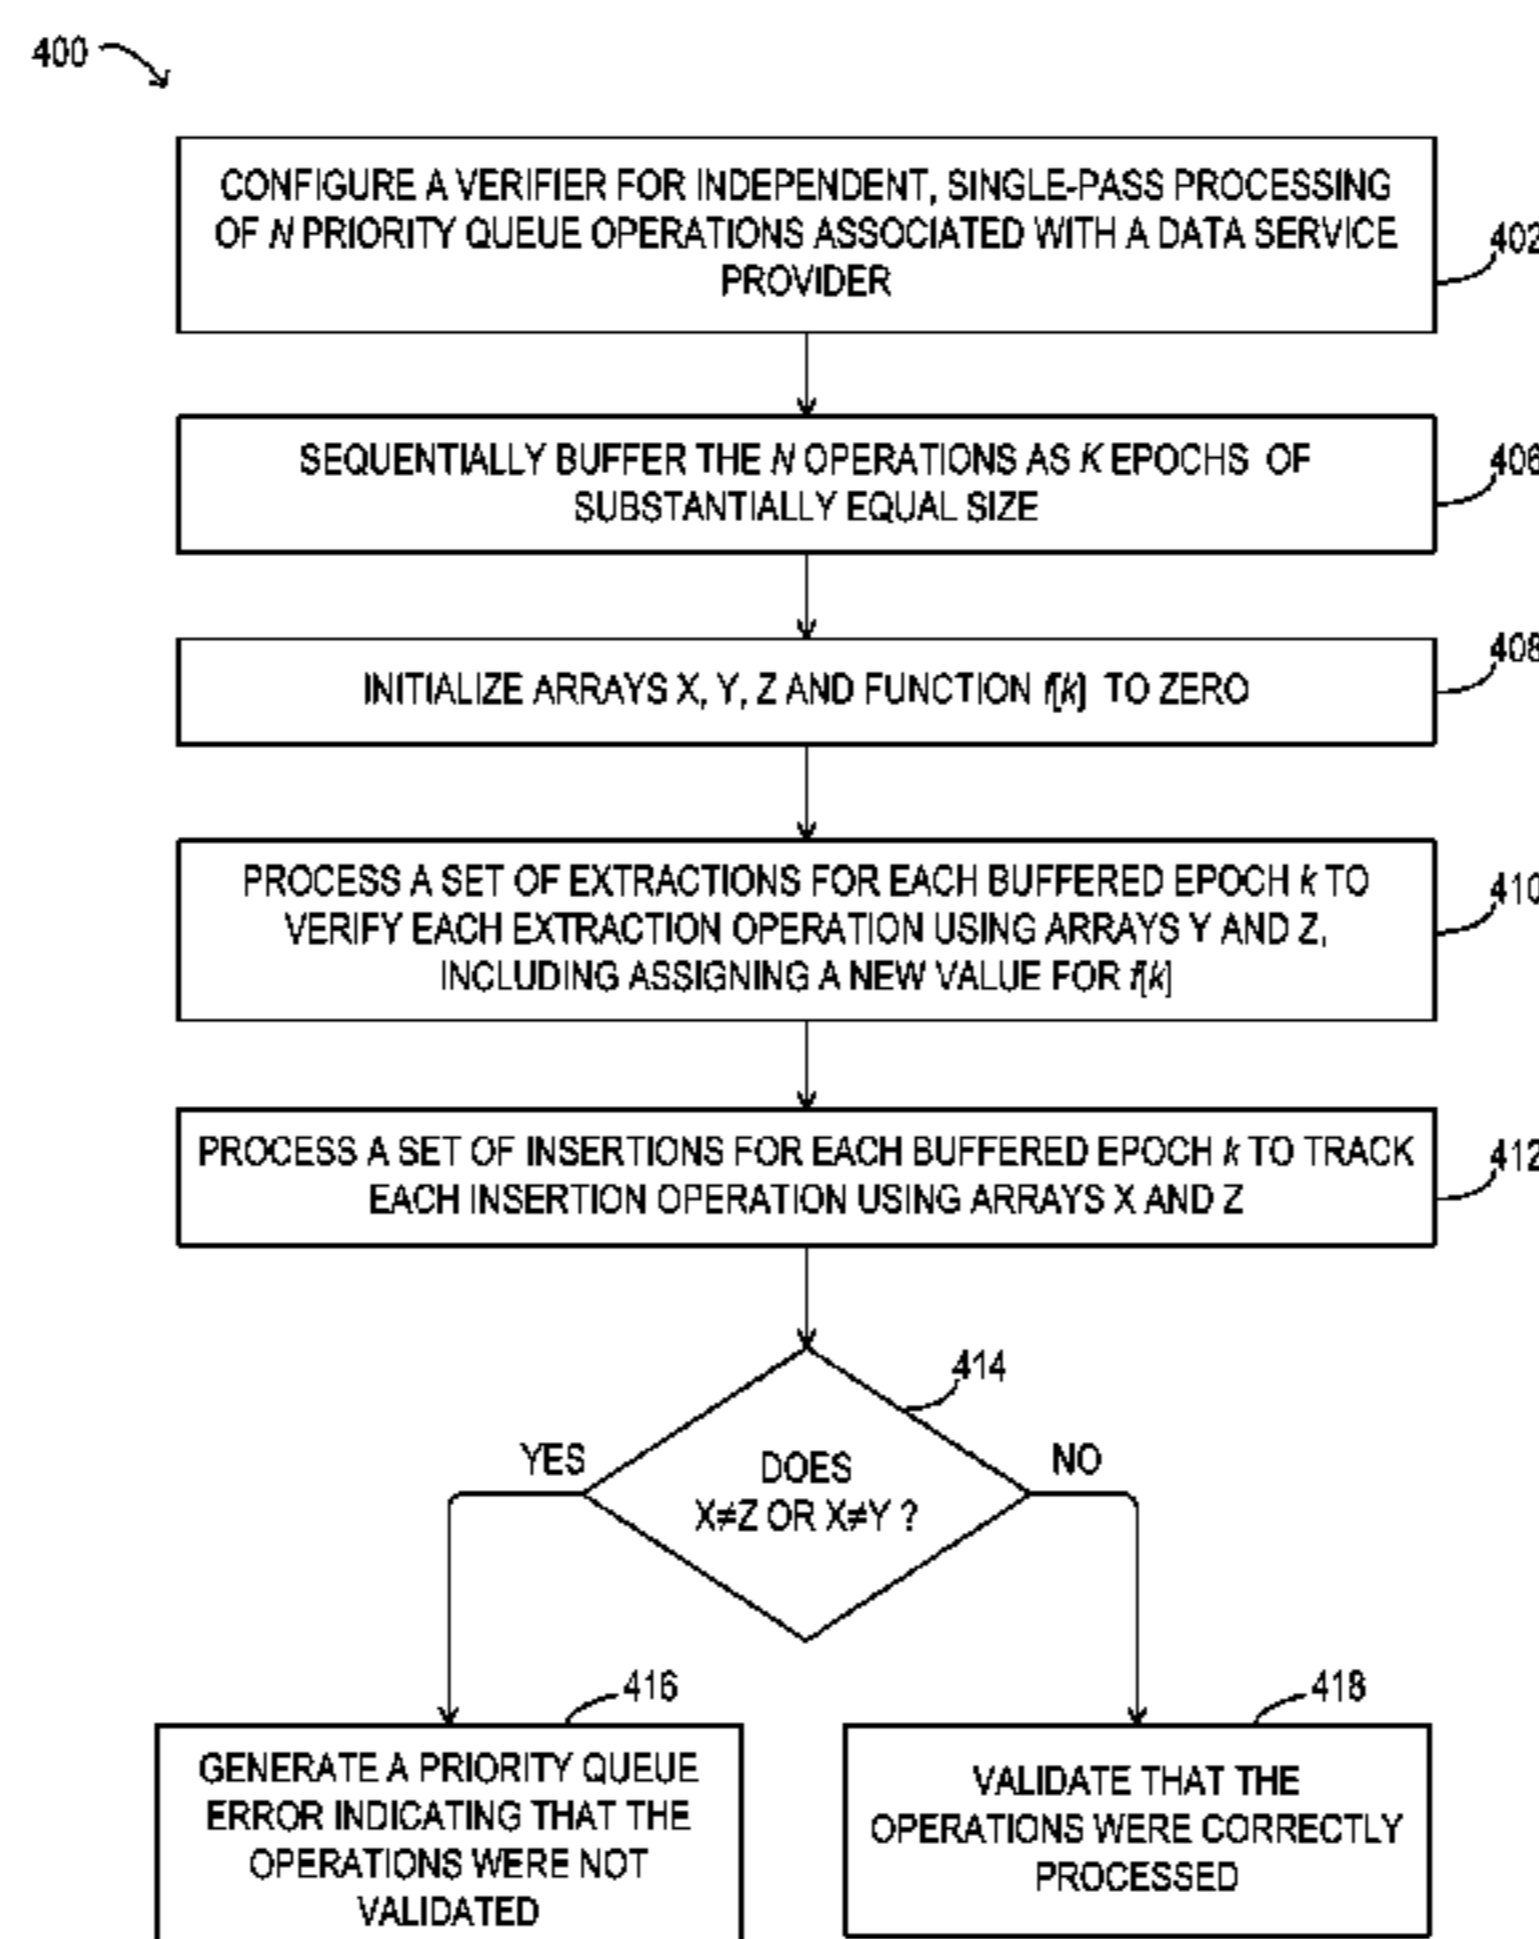 400
CONFIGURE A VERIFIER FOR INDEPENDENT, SINGLE-PASS PROCESSING
OF N PRIORITY QUEUE OPERATIONS ASSOCIATED WITH A DATA SERVICE
PROVIDER
402
SEQUENTIALLY BUFFER THE N OPERATIONS AS K EPOCHS OF
SUBSTANTIALLY EQUAL SIZE
406
INITIALIZE ARRAYS X, Y, Z AND FUNCTION f[k] TO ZERO
408
PROCESS A SET OF EXTRACTIONS FOR EACH BUFFERED EPOCH k TO
VERIFY EACH EXTRACTION OPERATION USING ARRAYS Y AND Z,
INCLUDING ASSIGNING A NEW VALUE FOR f[k]
410
PROCESS A SET OF INSERTIONS FOR EACH BUFFERED EPOCH k TO TRACK
EACH INSERTION OPERATION USING ARRAYS X AND Z
412
414
YES
DOES
X≠Z OR X≠Y ?
NO
416
GENERATE A PRIORITY QUEUE
ERROR INDICATING THAT THE
OPERATIONS WERE NOT
VALIDATED
418
VALIDATE THAT THE
OPERATIONS WERE CORRECTLY
PROCESSED